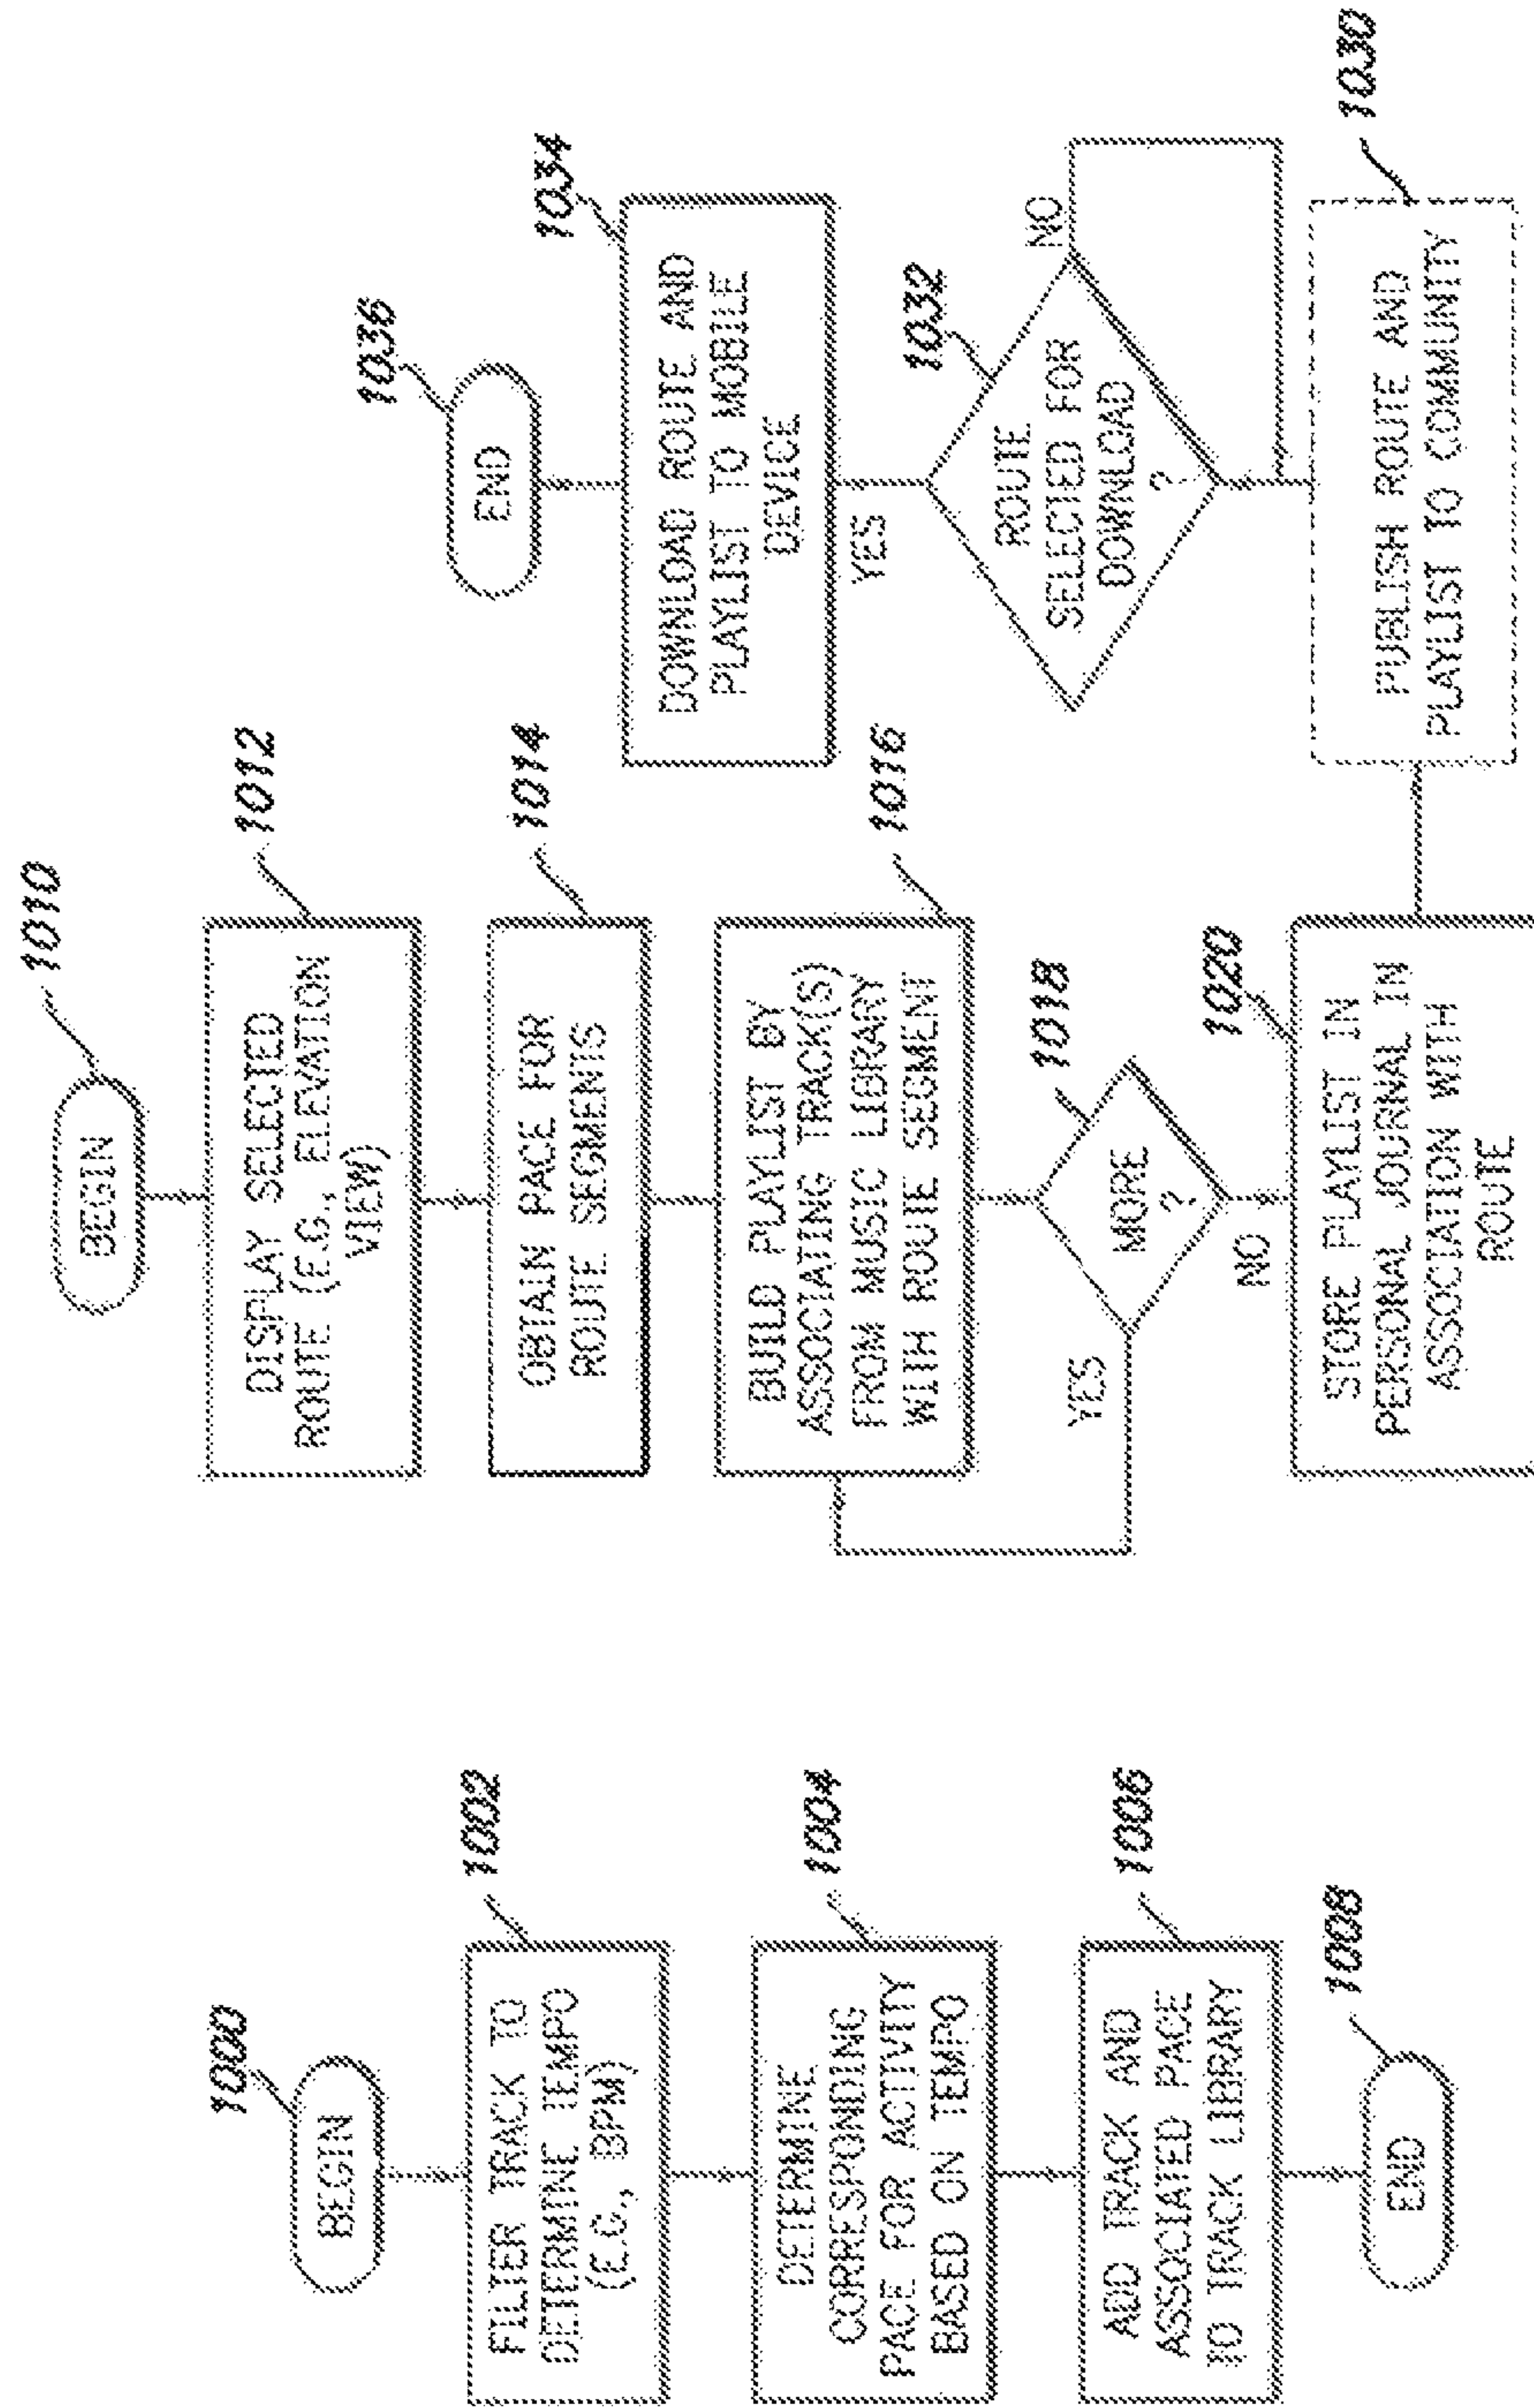 1000
BEGIN
1002
FILTER TRACK TO
DETERMINE TEMPO
(E.G., BPM)
1004
DETERMINE
CORRESPONDING
PACE FOR ACTIVITY
BASED ON TEMPO
1006
ADD TRACK AND
ASSOCIATED PACE
TO TRACK LIBRARY
1008
END
1010
BEGIN
1012
DISPLAY SELECTED
ROUTE (E.G., ELEVATION
VIEW)
1014
OBTAIN PACE FOR
ROUTE SEGMENTS
1016
BUILD PLAYLIST BY
ASSOCIATING TRACK(S)
FROM MUSIC LIBRARY
WITH ROUTE SEGMENT
1018
MORE
?
YES
NO
1020
STORE PLAYLIST IN
PERSONAL JOURNAL IN
ASSOCIATION WITH
ROUTE
1030
PUBLISH ROUTE AND
PLAYLIST TO COMMUNITY
1032
ROUTE
SELECTED FOR
DOWNLOAD
?
NO
YES
1034
DOWNLOAD ROUTE AND
PLAYLIST TO MOBILE
DEVICE
1036
END